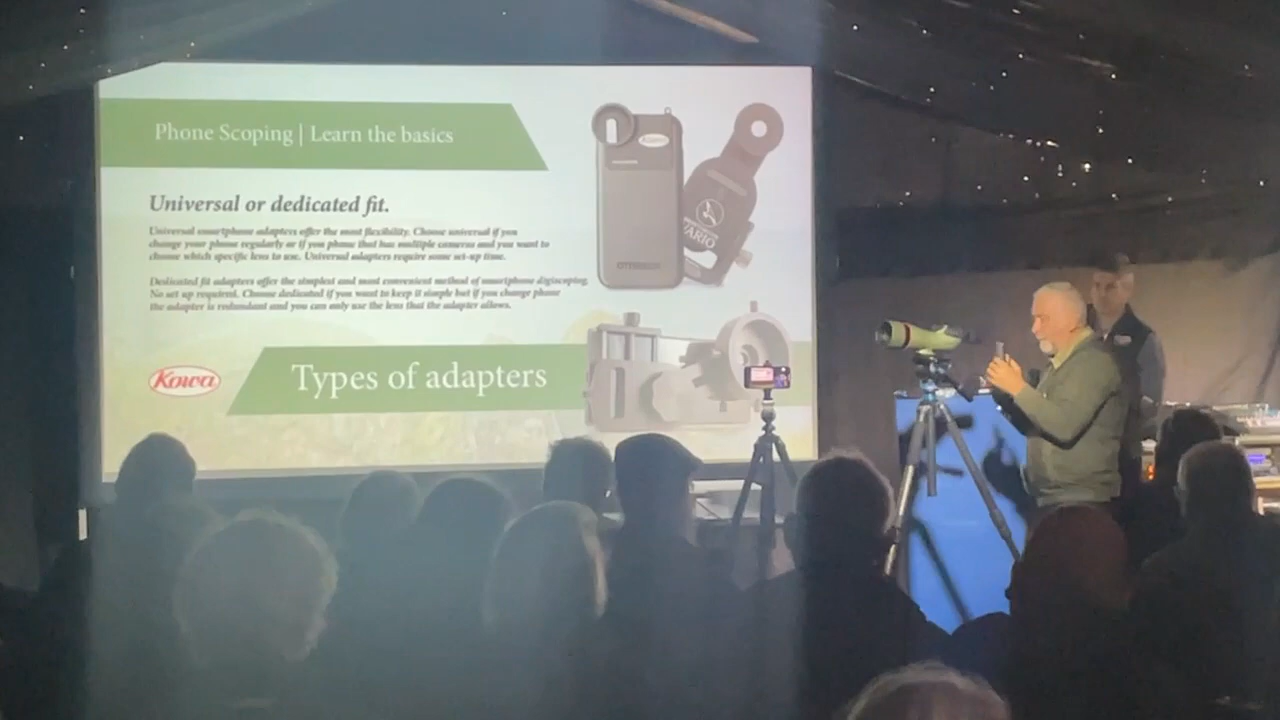 Phone Scoping | Learn the basics
Universal or dedicated fit.
Universal smartphone adapters offer the most flexibility. Choose universal if you
change your phone regularly or if you phone that has multiple cameras and you want to
choose which specific lens to use. Universal adapters require some set-up time.
Dedicated fit adapters offer the simplest and most convenient method of smartphone digiscoping.
No set up required. Choose dedicated if you want to keep it simple but if you change phone
the adapter is redundant and you can only use the lens that the adapter allows.
Kowa
Types of adapters
VARIO
OTTERBOX